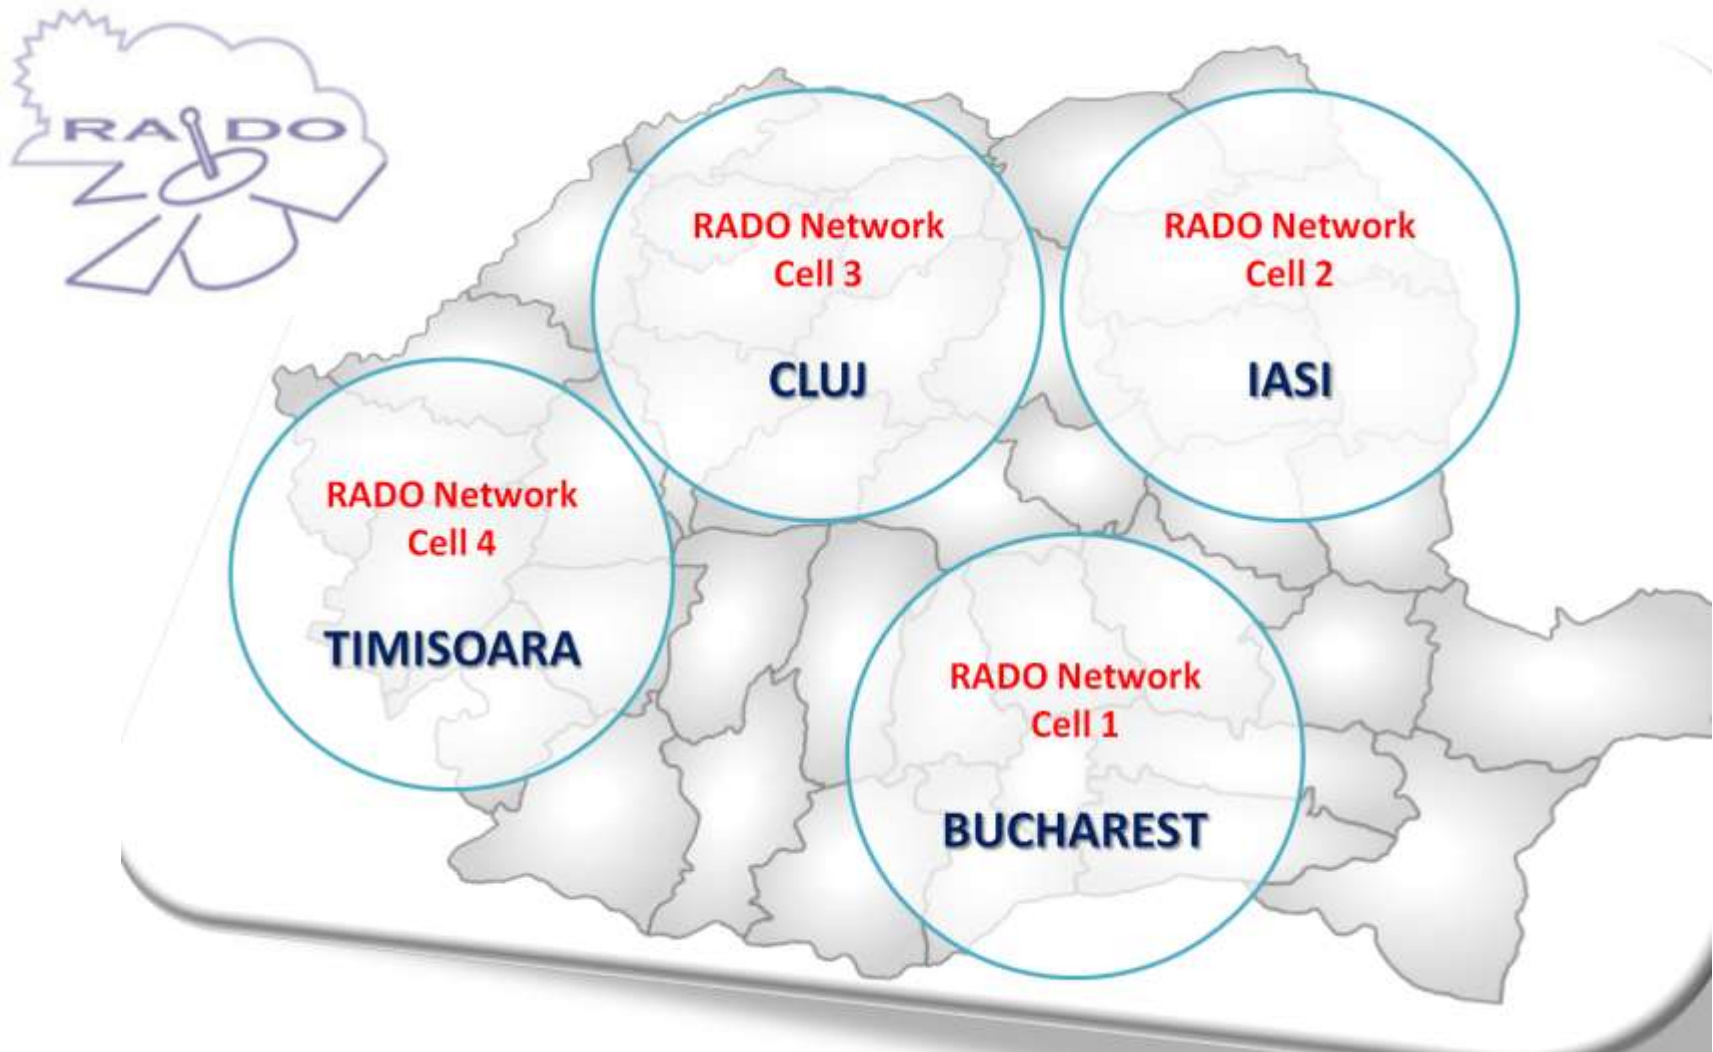 RADO
RADO Network
Cell 3
CLUJ
RADO Network
Cell 2
IASI
RADO Network
Cell 4
TIMISOARA
RADO Network
Cell 1
BUCHAREST